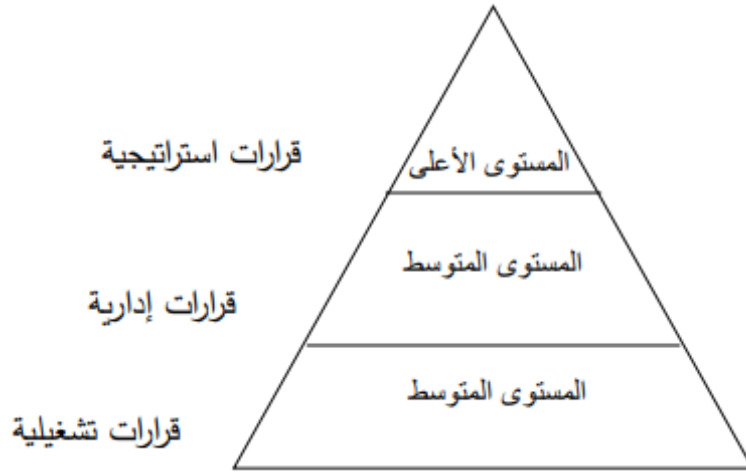 قرارات استراتيجية
المستوى الأعلى
المستوى المتوسط
قرارات إدارية
المستوى المتوسط
قرارات تشغيلية